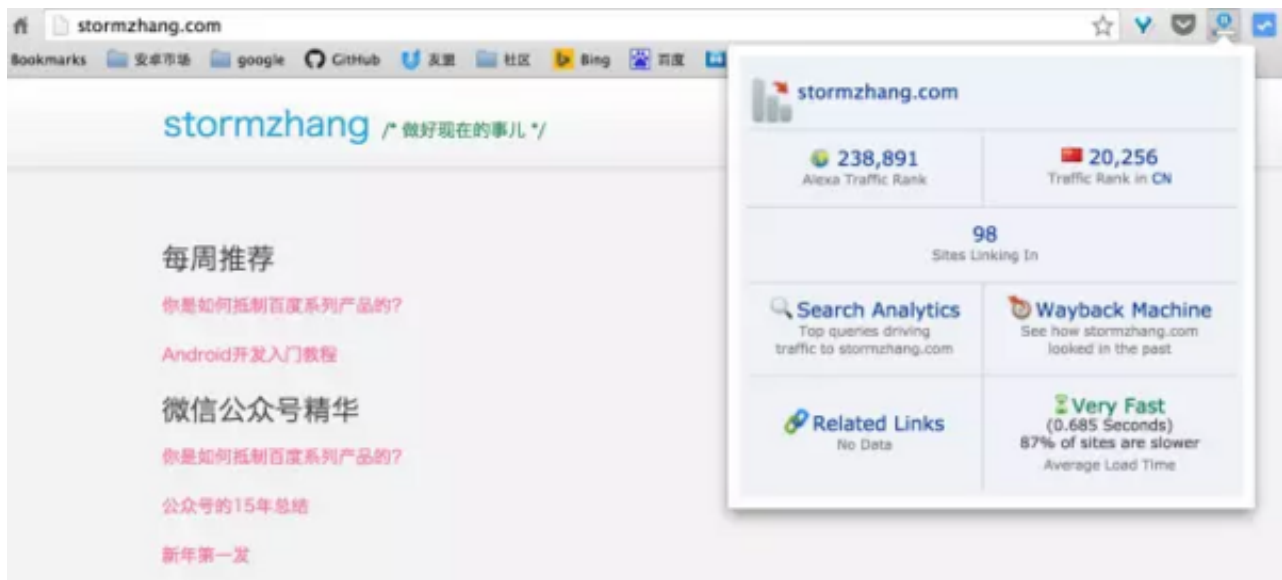 stormzhang.com
Bookmarks 安卓市场 google GitHub 友盟 社区 Bing 百度
stormzhang /* 做好现在的事儿 */
每周推荐
你是如何抵制百度系列产品的?
Android开发入门教程
微信公众号精华
你是如何抵制百度系列产品的?
公众号的15年总结
新年第一发
stormzhang.com
238,891
Alexa Traffic Rank
20,256
Traffic Rank in CN
98
Sites Linking In
Search Analytics
Top queries driving
traffic to stormzhang.com
Wayback Machine
See how stormzhang.com
looked in the past
Related Links
No Data
Very Fast
(0.685 Seconds)
87% of sites are slower
Average Load Time